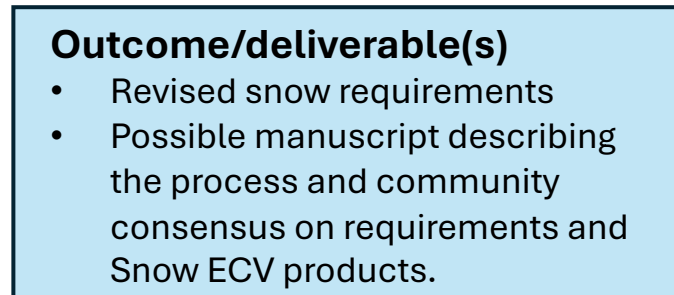 Outcome/deliverable(s)
• Revised snow requirements
• Possible manuscript describing
the process and community
consensus on requirements and
Snow ECV products.